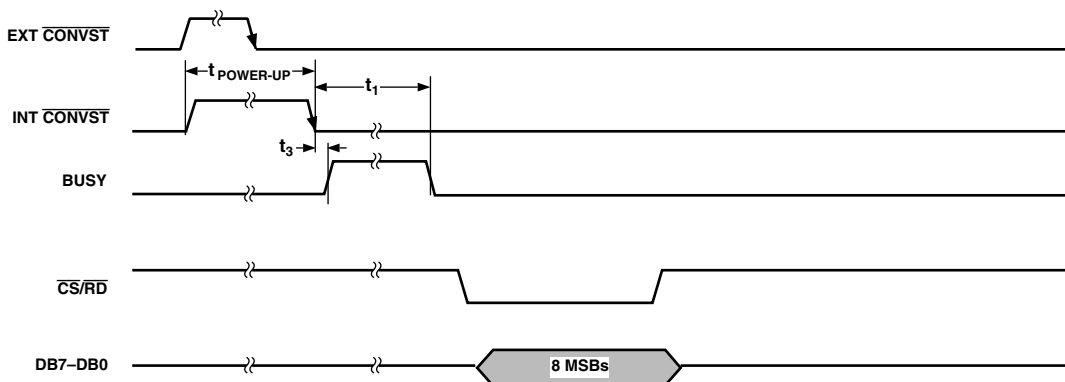 EXT CONVST
t POWER-UP
t1
INT CONVST
t3
BUSY
CS/RD
DB7–DB0
8 MSBs